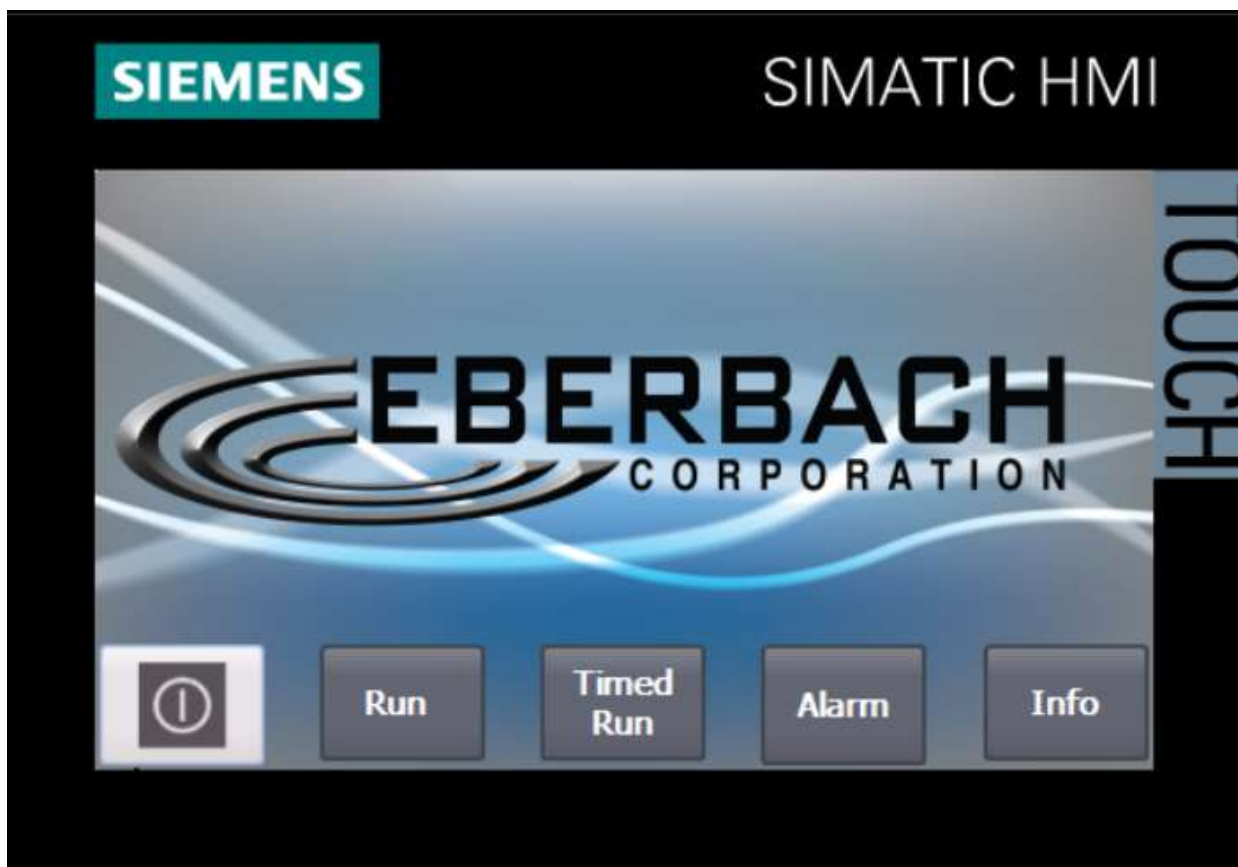 SIEMENS
SIMATIC HMI
TOUCH
EBERBACH
CORPORATION
Run
Timed
Run
Alarm
Info